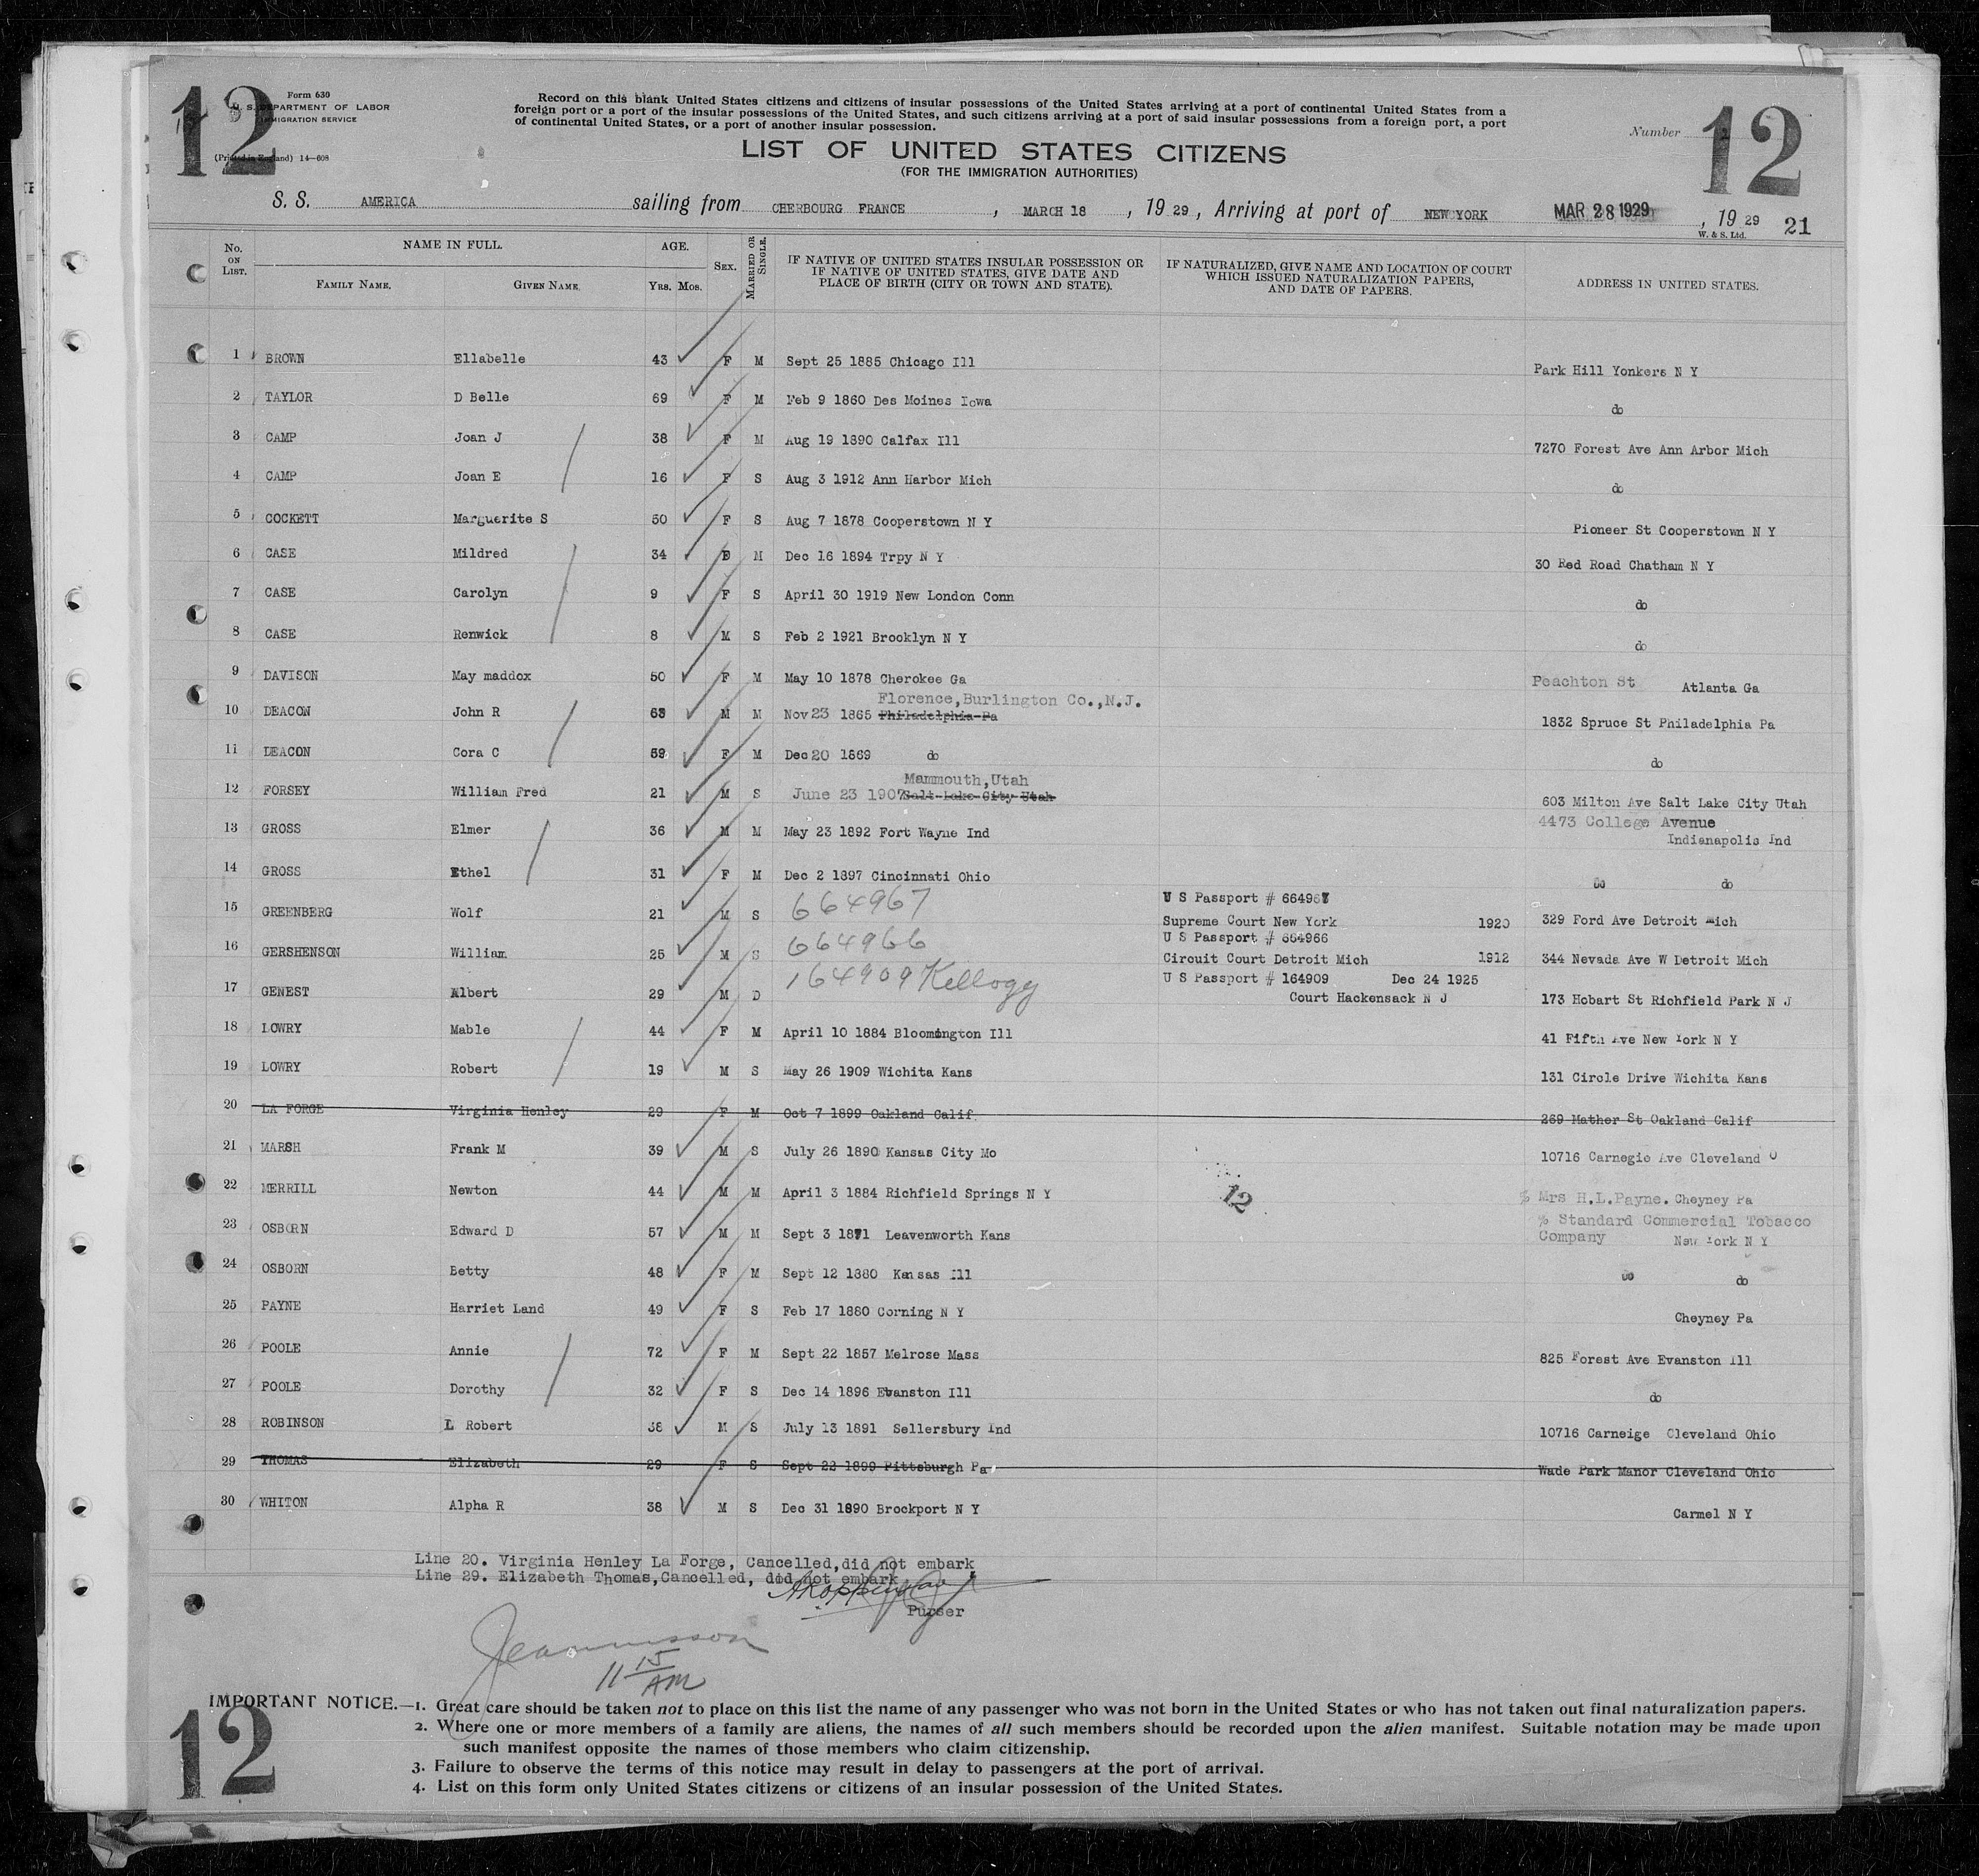 12
Form 630
U. S. DEPARTMENT OF LABOR
IMMIGRATION SERVICE
(Printed in England) 14—608
Record on this blank United States citizens and citizens of insular possessions of the United States arriving at a port of continental United States from a
foreign port or a port of the insular possessions of the United States, and such citizens arriving at a port of said insular possessions from a foreign port, a port
of continental United States, or a port of another insular possession.
Number 12
LIST OF UNITED STATES CITIZENS
(FOR THE IMMIGRATION AUTHORITIES)
S. S. AMERICA sailing from CHERBOURG FRANCE, MARCH 18, 19 29, Arriving at port of NEW YORK MAR 28 1929, 19 29
W. & S. Ltd. 21
No. ON LIST. NAME IN FULL. FAMILY NAME. GIVEN NAME. AGE. YRS. MOS. SEX. MARRIED OR SINGLE. IF NATIVE OF UNITED STATES INSULAR POSSESSION OR IF NATIVE OF UNITED STATES, GIVE DATE AND PLACE OF BIRTH (CITY OR TOWN AND STATE). IF NATURALIZED, GIVE NAME AND LOCATION OF COURT WHICH ISSUED NATURALIZATION PAPERS, AND DATE OF PAPERS. ADDRESS IN UNITED STATES.
1 BROWN Ellabelle 43 F M Sept 25 1885 Chicago Ill Park Hill Yonkers N Y
2 TAYLOR D Belle 69 F M Feb 9 1860 Des Moines Iowa do
3 CAMP Joan J 38 F M Aug 19 1890 Calfax Ill 7270 Forest Ave Ann Arbor Mich
4 CAMP Joan E 16 F S Aug 3 1912 Ann Harbor Mich do
5 COCKETT Marguerite S 50 F S Aug 7 1878 Cooperstown N Y Pioneer St Cooperstown N Y
6 CASE Mildred 34 F M Dec 16 1894 Trpy N Y 30 Red Road Chatham N Y
7 CASE Carolyn 9 F S April 30 1919 New London Conn do
8 CASE Renwick 8 M S Feb 2 1921 Brooklyn N Y do
9 DAVISON May maddox 50 F M May 10 1878 Cherokee Ga Peachton St Atlanta Ga
Florence,Burlington Co.,N.J.
10 DEACON John R 63 M M Nov 23 1865 Philadelphia Pa 1832 Spruce St Philadelphia Pa
11 DEACON Cora C 59 F M Dec 20 1869 do do
Mammouth,Utah
12 FORSEY William Fred 21 M S June 23 1907 Salt Lake City Utah 603 Milton Ave Salt Lake City Utah
13 GROSS Elmer 36 M M May 23 1892 Fort Wayne Ind 4473 College Avenue
Indianapolis Ind
14 GROSS Ethel 31 F M Dec 2 1897 Cincinnati Ohio do do
U S Passport # 664967
15 GREENBERG Wolf 21 M S 664967 Supreme Court New York 1920 329 Ford Ave Detroit Mich
U S Passport # 664966
16 GERSHENSON William 25 M S 664966 Circuit Court Detroit Mich 1912 344 Nevada Ave W Detroit Mich
U S Passport # 164909 Dec 24 1925
17 GENEST Albert 29 M D 164909 Kellogg Court Hackensack N J 173 Hobart St Richfield Park N J
18 LOWRY Mable 44 F M April 10 1884 Bloomington Ill 41 Fifth Ave New York N Y
19 LOWRY Robert 19 M S May 26 1909 Wichita Kans 131 Circle Drive Wichita Kans
20 LA FORGE Virginia Henley 29 F M Oct 7 1899 Oakland Calif 269 Mather St Oakland Calif
21 MARSH Frank M 39 M S July 26 1890 Kansas City Mo 10716 Carnegie Ave Cleveland O
22 MERRILL Newton 44 M M April 3 1884 Richfield Springs N Y 12 % Mrs H.L.Payne. Cheyney Pa
% Standard Commercial Tobacco
23 OSBORN Edward D 57 M M Sept 3 1871 Leavenworth Kans Company New York N Y
24 OSBORN Betty 48 F M Sept 12 1880 Kansas Ill do do
25 PAYNE Harriet Land 49 F S Feb 17 1880 Corning N Y Cheyney Pa
26 POOLE Annie 72 F M Sept 22 1857 Melrose Mass 825 Forest Ave Evanston Ill
27 POOLE Dorothy 32 F S Dec 14 1896 Evanston Ill do
28 ROBINSON L Robert 38 M S July 13 1891 Sellersbury Ind 10716 Carneige Cleveland Ohio
29 THOMAS Elizabeth 29 F S Sept 22 1899 Pittsburgh Pa Wade Park Manor Cleveland Ohio
30 WHITON Alpha R 38 M S Dec 31 1890 Brockport N Y Carmel N Y
Line 20. Virginia Henley La Forge, Cancelled,did not embark
Line 29. Elizabeth Thomas,Cancelled, did not embark
Purser
11 15 AM
IMPORTANT NOTICE.—1. Great care should be taken not to place on this list the name of any passenger who was not born in the United States or who has not taken out final naturalization papers.
2. Where one or more members of a family are aliens, the names of all such members should be recorded upon the alien manifest. Suitable notation may be made upon
such manifest opposite the names of those members who claim citizenship.
3. Failure to observe the terms of this notice may result in delay to passengers at the port of arrival.
4. List on this form only United States citizens or citizens of an insular possession of the United States.
12